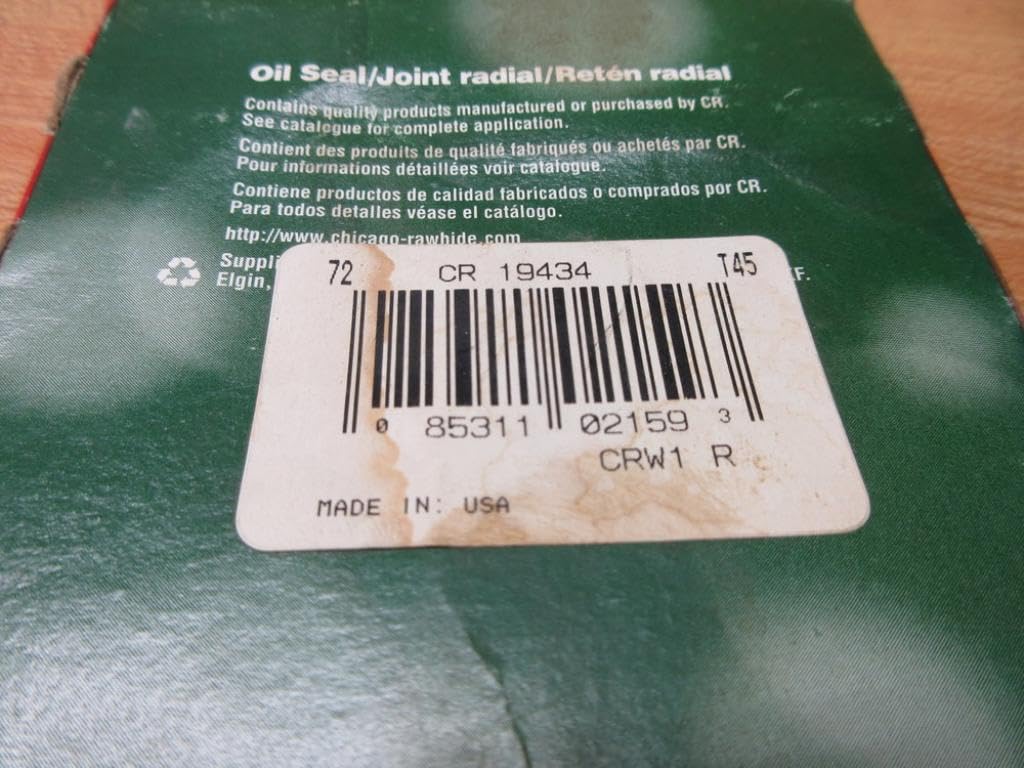 Oil Seal/Joint radial/Retén radial
Contains quality products manufactured or purchased by CR.
See catalogue for complete application.
Contient des produits de qualité fabriqués ou achetés par CR.
Pour informations détaillées voir catalogue.
Contiene productos de calidad fabricados o comprados por CR.
Para todos detalles véase el catálogo.
http://www.chicago-rawhide.com
Suppli
Elgin, F.
72 CR 19434 T45
0 85311 02159 3
CRW1 R
MADE IN: USA